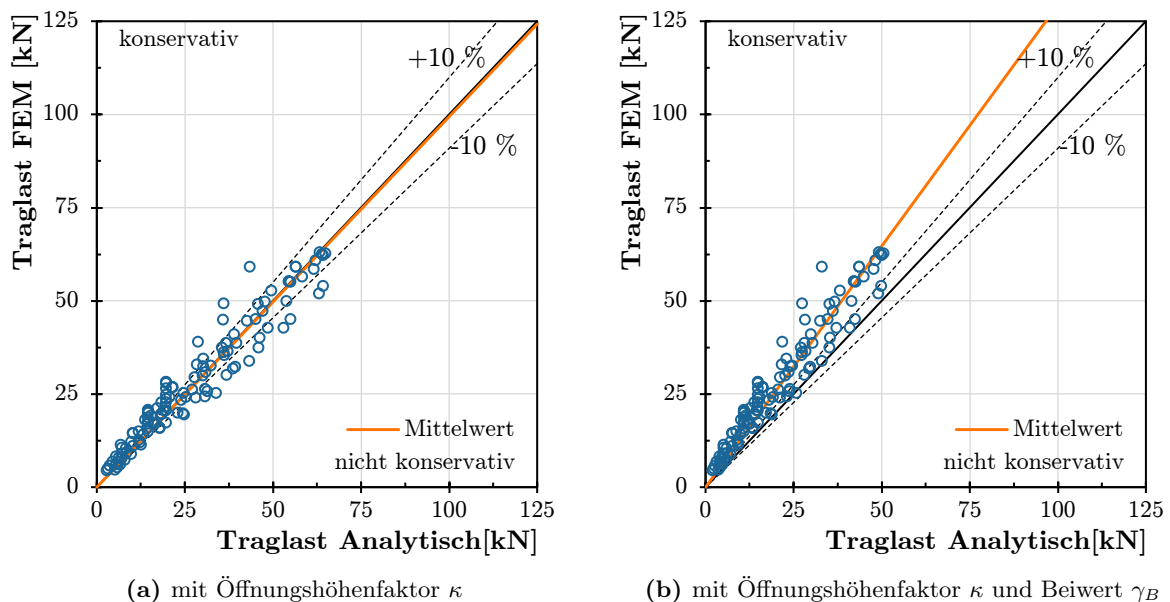 125
100
75
50
25
0
Traglast FEM [kN]
konservativ
+10 %
-10 %
Mittelwert
nicht konservativ
0 25 50 75 100 125
Traglast Analytisch[kN]
(a) mit Öffnungshöhenfaktor κ
125
100
75
50
25
0
Traglast FEM [kN]
konservativ
+10 %
-10 %
Mittelwert
nicht konservativ
0 25 50 75 100 125
Traglast Analytisch[kN]
(b) mit Öffnungshöhenfaktor κ und Beiwert γ_B